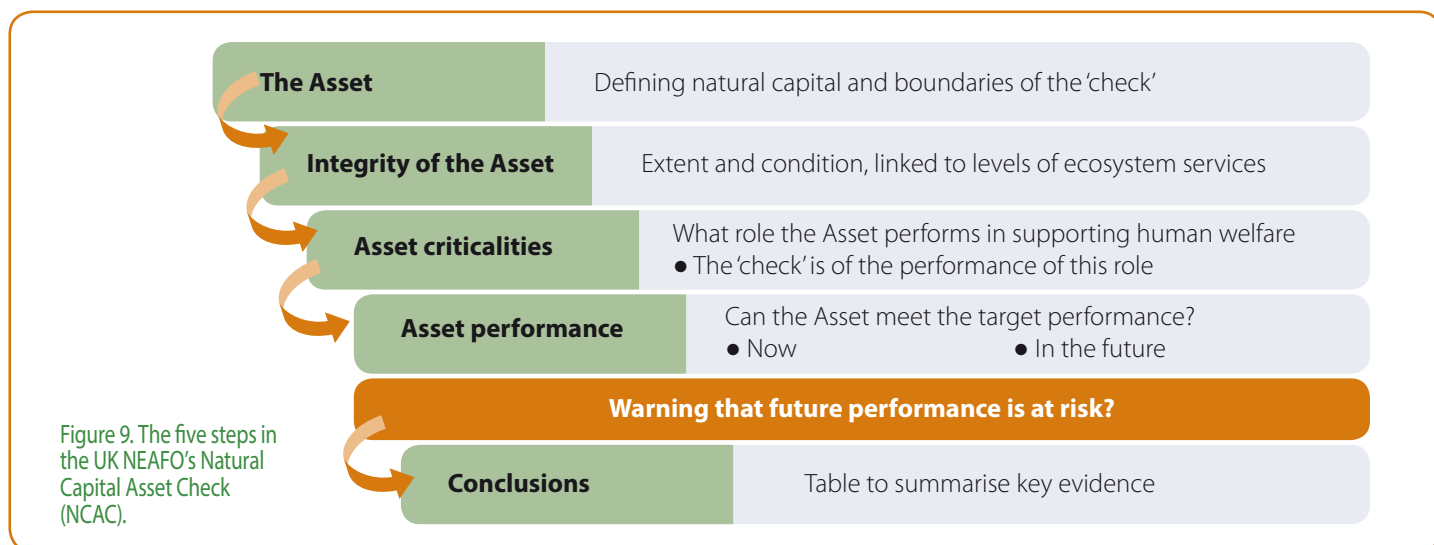 The Asset
Defining natural capital and boundaries of the ‘check’
Integrity of the Asset
Extent and condition, linked to levels of ecosystem services
Asset criticalities
What role the Asset performs in supporting human welfare
● The ‘check’ is of the performance of this role
Asset performance
Can the Asset meet the target performance?
● Now ● In the future
Warning that future performance is at risk?
Conclusions
Table to summarise key evidence
Figure 9. The five steps in
the UK NEAFO’s Natural
Capital Asset Check
(NCAC).